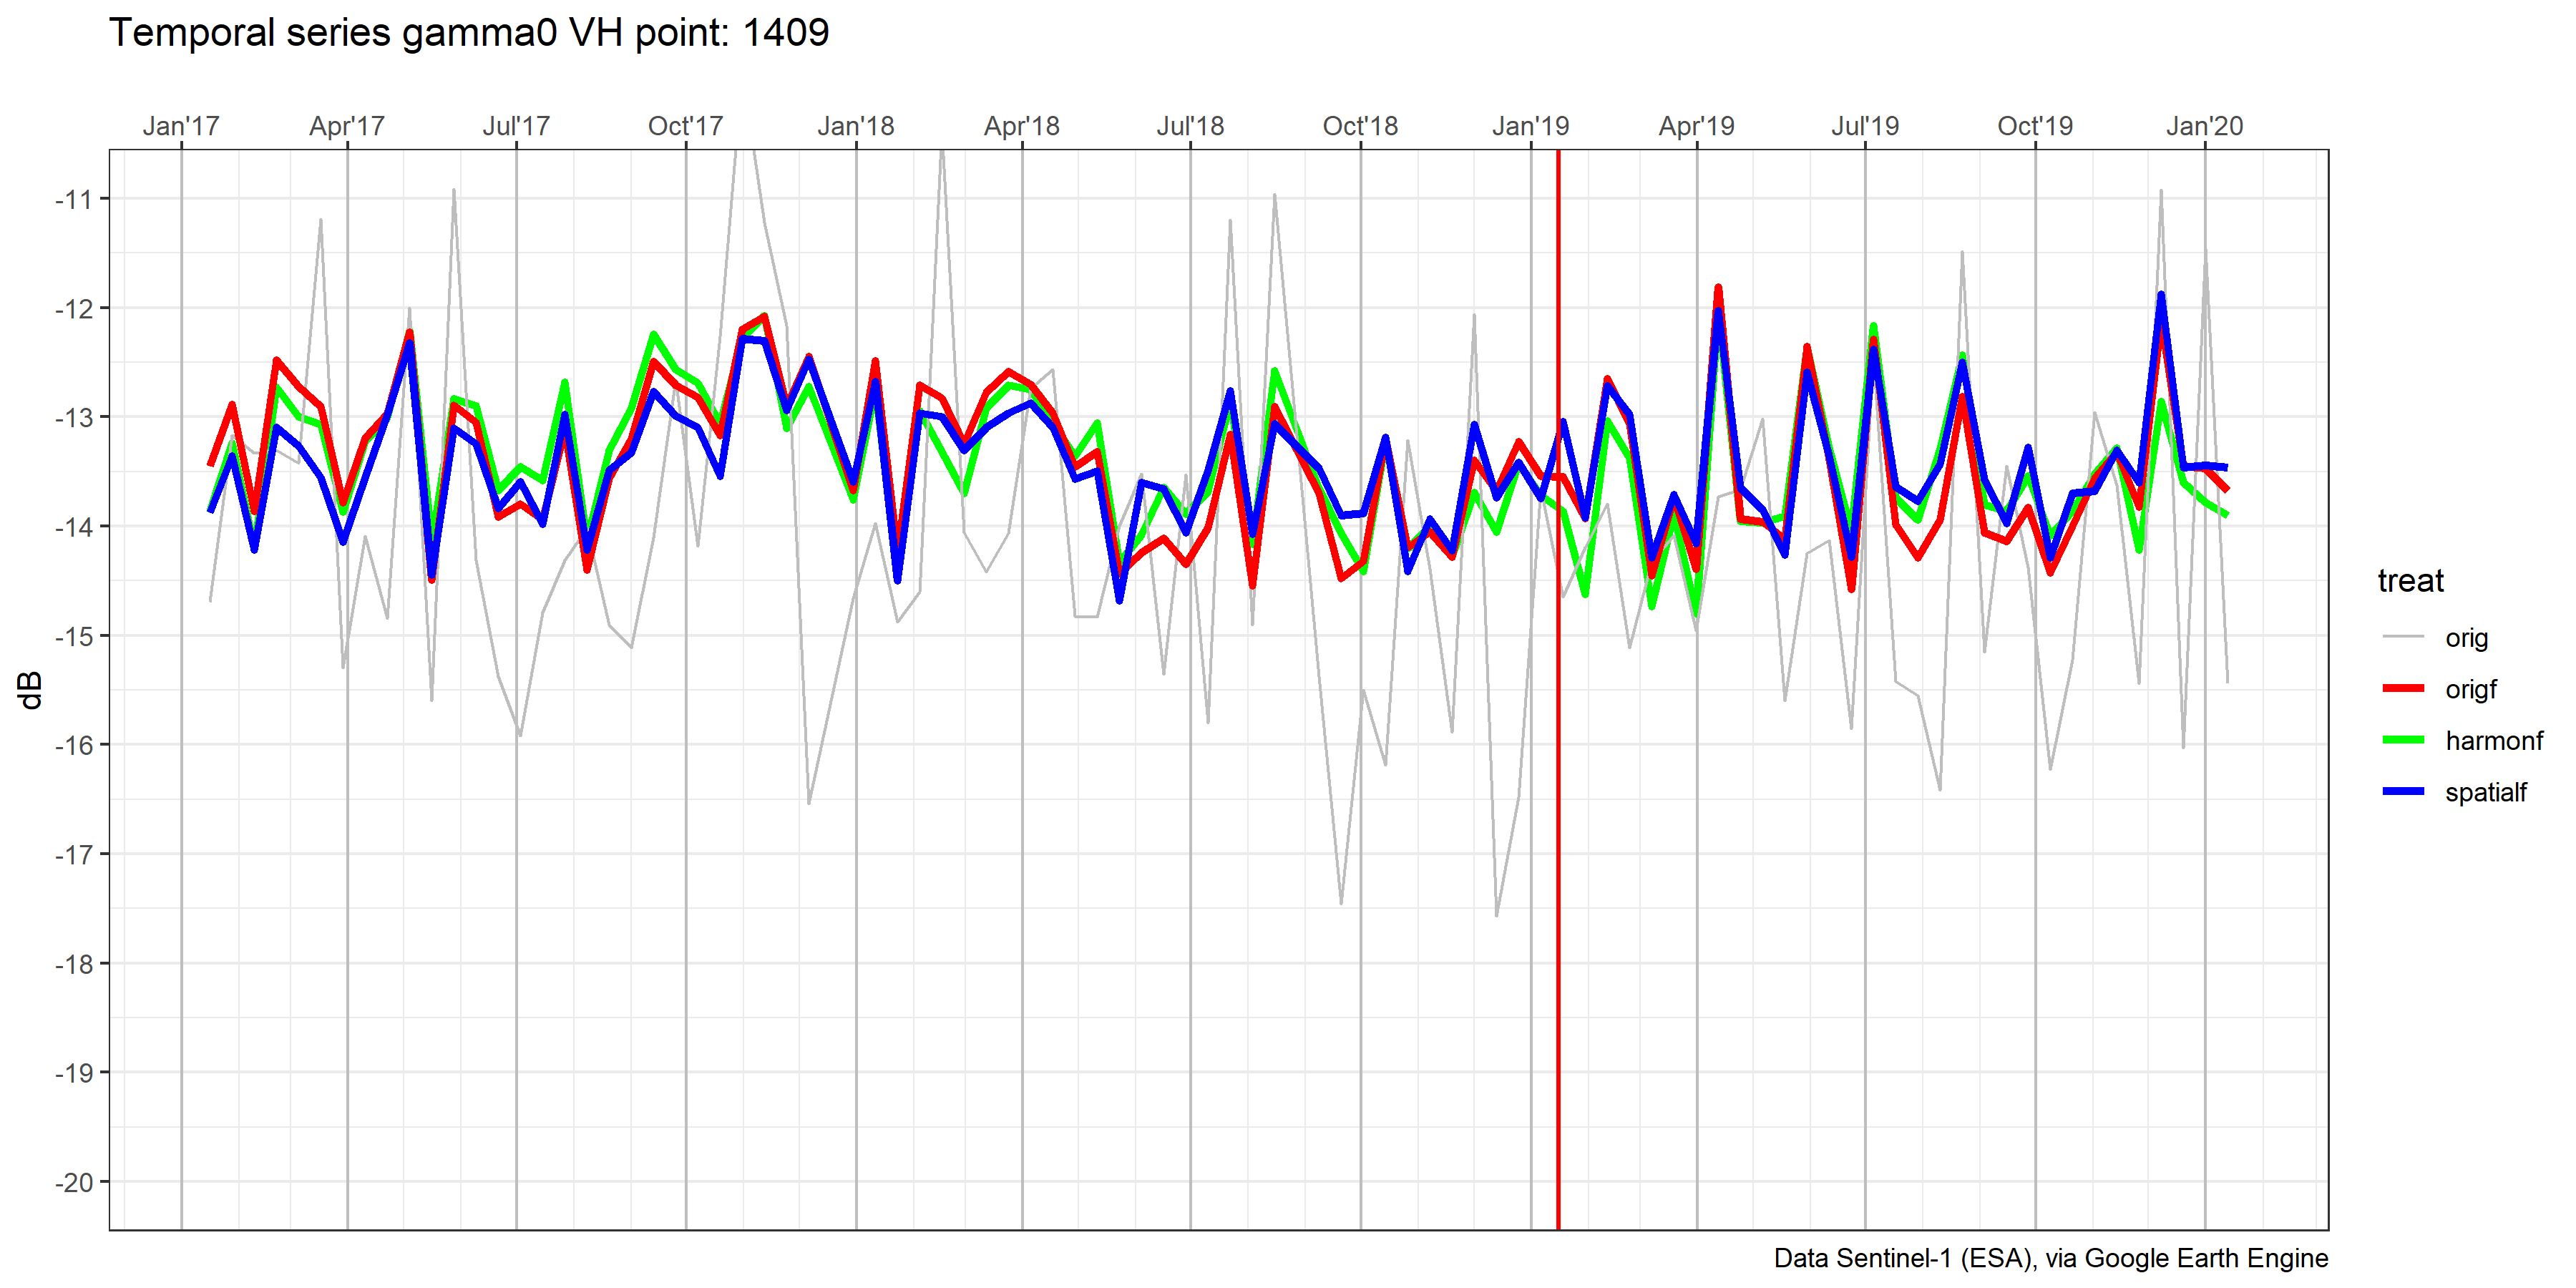 Temporal series gamma0 VH point: 1409
Jan'17 Apr'17 Jul'17 Oct'17 Jan'18 Apr'18 Jul'18 Oct'18 Jan'19 Apr'19 Jul'19 Oct'19 Jan'20
-11
-12
-13
-14
-15
-16
-17
-18
-19
-20
dB
treat
orig
origf
harmonf
spatialf
Data Sentinel-1 (ESA), via Google Earth Engine